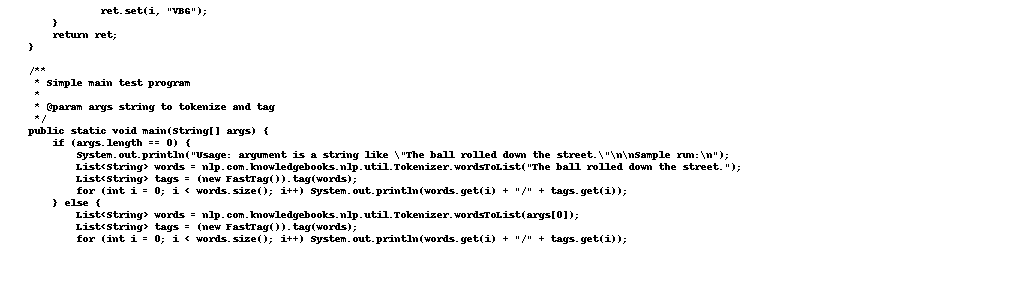 ret.set(i, "VBG");
}
return ret;
}
/**
* Simple main test program
*
* @param args string to tokenize and tag
*/
public static void main(String[] args) {
if (args.length == 0) {
System.out.println("Usage: argument is a string like \"The ball rolled down the street.\"\n\nSample run:\n");
List<String> words = nlp.com.knowledgebooks.nlp.util.Tokenizer.wordsToList("The ball rolled down the street.");
List<String> tags = (new FastTag()).tag(words);
for (int i = 0; i < words.size(); i++) System.out.println(words.get(i) + "/" + tags.get(i));
} else {
List<String> words = nlp.com.knowledgebooks.nlp.util.Tokenizer.wordsToList(args[0]);
List<String> tags = (new FastTag()).tag(words);
for (int i = 0; i < words.size(); i++) System.out.println(words.get(i) + "/" + tags.get(i));